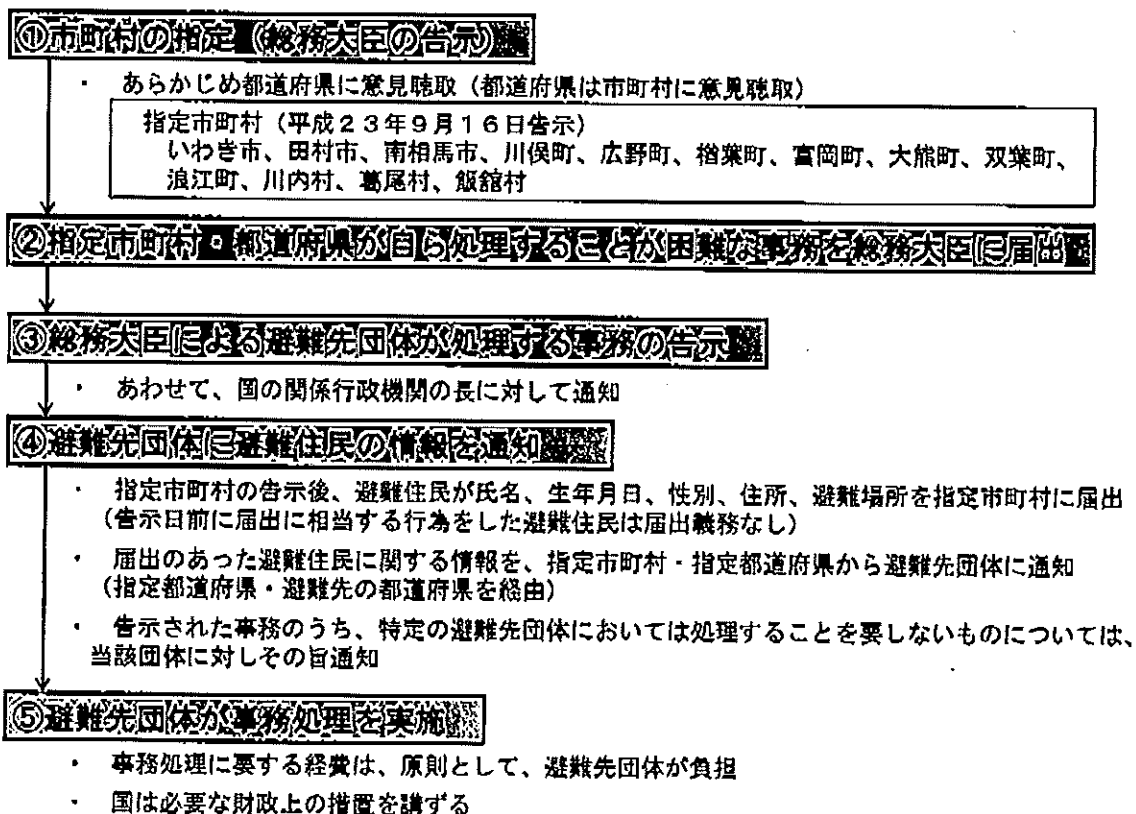 ①市町村の指定（総務大臣の告示）
・ あらかじめ都道府県に意見聴取（都道府県は市町村に意見聴取）
指定市町村（平成２３年９月１６日告示）
いわき市、田村市、南相馬市、川俣町、広野町、楢葉町、富岡町、大熊町、双葉町、
浪江町、川内村、葛尾村、飯舘村
②指定市町村・都道府県が自ら処理することが困難な事務を総務大臣に届出
③総務大臣による避難先団体が処理する事務の告示
・ あわせて、国の関係行政機関の長に対して通知
④避難先団体に避難住民の情報を通知
・ 指定市町村の告示後、避難住民が氏名、生年月日、性別、住所、避難場所を指定市町村に届出
（告示日前に届出に相当する行為をした避難住民は届出義務なし）
・ 届出のあった避難住民に関する情報を、指定市町村・指定都道府県から避難先団体に通知
（指定都道府県・避難先の都道府県を経由）
・ 告示された事務のうち、特定の避難先団体においては処理することを要しないものについては、
当該団体に対しその旨通知
⑤避難先団体が事務処理を実施
・ 事務処理に要する経費は、原則として、避難先団体が負担
・ 国は必要な財政上の措置を講ずる